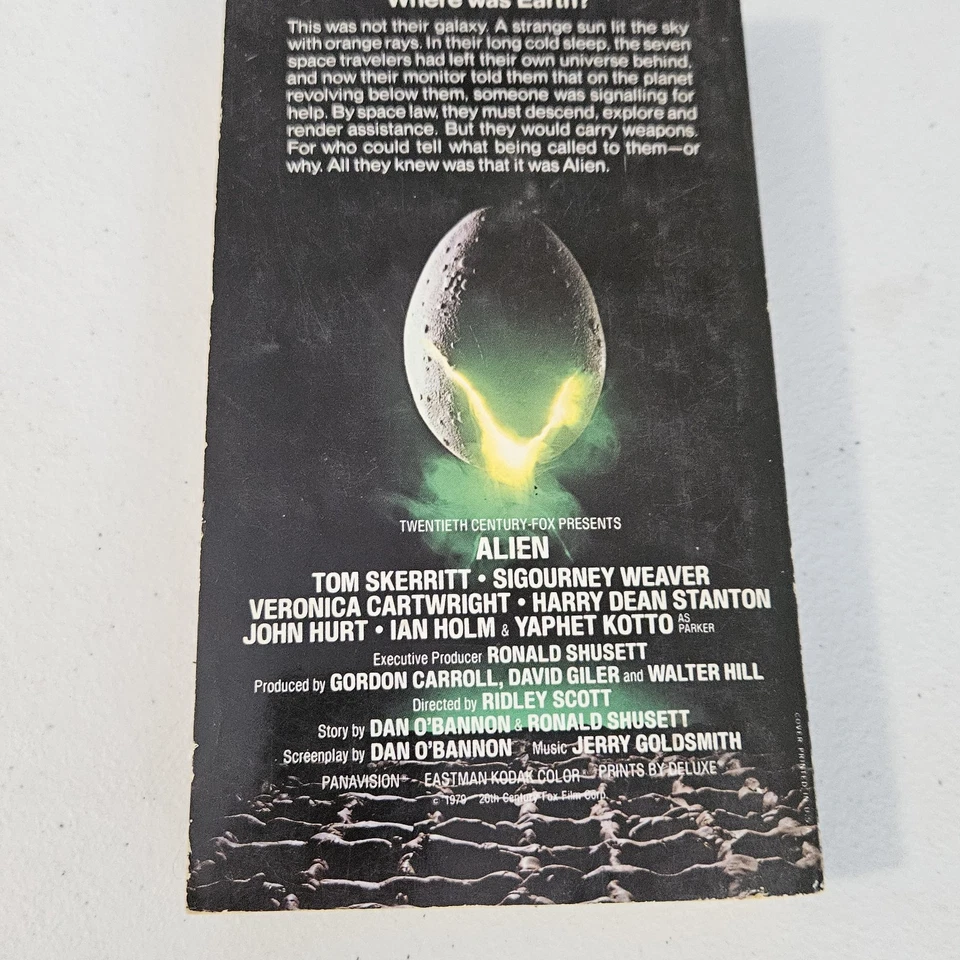 Where was Earth?
This was not their galaxy. A strange sun lit the sky
with orange rays. In their long cold sleep, the seven
space travelers had left their own universe behind,
and now their monitor told them that on the planet
revolving below them, someone was signalling for
help. By space law, they must descend, explore and
render assistance. But they would carry weapons.
For who could tell what being called to them—or
why. All they knew was that it was Alien.
TWENTIETH CENTURY-FOX PRESENTS
ALIEN
TOM SKERRITT • SIGOURNEY WEAVER
VERONICA CARTWRIGHT • HARRY DEAN STANTON
JOHN HURT • IAN HOLM & YAPHET KOTTO AS PARKER
Executive Producer RONALD SHUSETT
Produced by GORDON CARROLL, DAVID GILER and WALTER HILL
Directed by RIDLEY SCOTT
Story by DAN O'BANNON & RONALD SHUSETT
Screenplay by DAN O'BANNON Music JERRY GOLDSMITH
PANAVISION® EASTMAN KODAK COLOR® PRINTS BY DELUXE®
© 1979 20th Century-Fox Film Corp.
COVER PRINTED IN U.S.